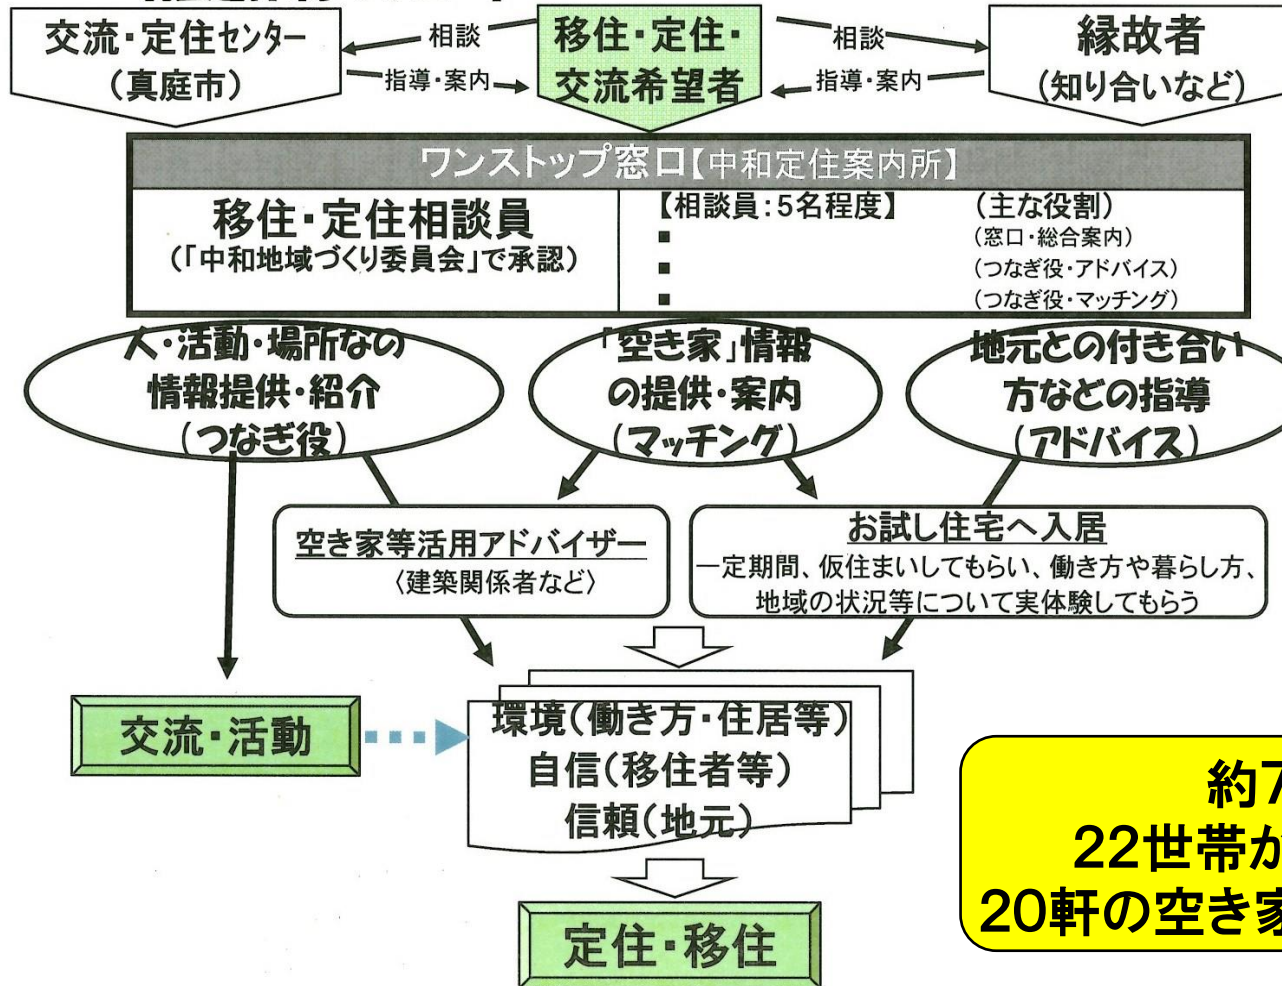 交流・定住センター
(真庭市)
相談
指導・案内
移住・定住・
交流希望者
相談
指導・案内
縁故者
(知り合いなど)
ワンストップ窓口【中和定住案内所】
移住・定住相談員
(「中和地域づくり委員会」で承認)
【相談員:5名程度】 (主な役割)
■ (窓口・総合案内)
■ (つなぎ役・アドバイス)
■ (つなぎ役・マッチング)
人・活動・場所なの
情報提供・紹介
(つなぎ役)
「空き家」情報
の提供・案内
(マッチング)
地元との付き合い
方などの指導
(アドバイス)
空き家等活用アドバイザー
〈建築関係者など〉
お試し住宅へ入居
一定期間、仮住まいしてもらい、働き方や暮らし方、
地域の状況等について実体験してもらう
交流・活動
環境(働き方・住居等)
自信(移住者等)
信頼(地元)
定住・移住
約7
22世帯が
20軒の空き家